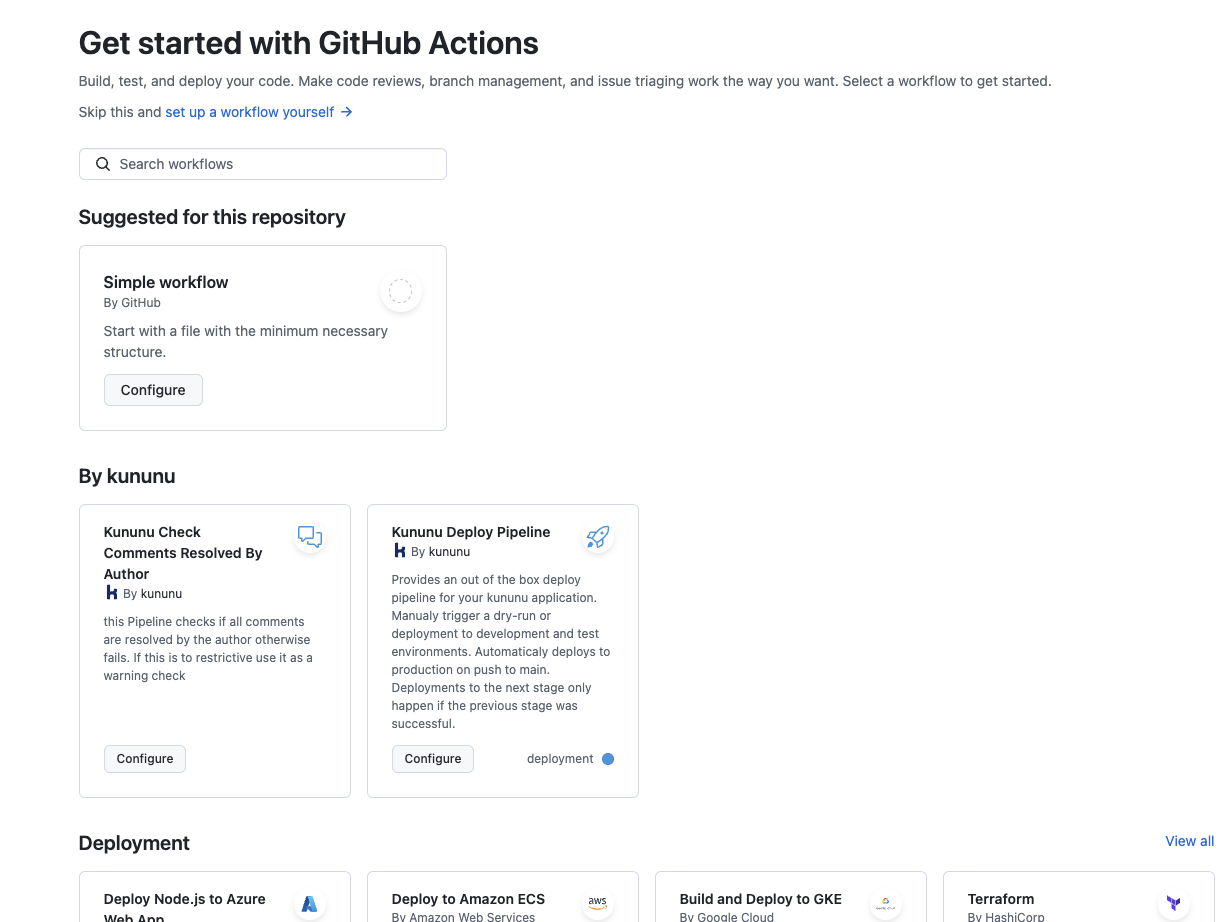 Get started with GitHub Actions
Build, test, and deploy your code. Make code reviews, branch management, and issue triaging work the way you want. Select a workflow to get started.
Skip this and set up a workflow yourself →
Search workflows
Suggested for this repository
Simple workflow
By GitHub
Start with a file with the minimum necessary
structure.
Configure
By kununu
Kununu Check
Comments Resolved By
Author
By kununu
this Pipeline checks if all comments
are resolved by the author otherwise
fails. If this is to restrictive use it as a
warning check
Configure
Kununu Deploy Pipeline
By kununu
Provides an out of the box deploy
pipeline for your kununu application.
Manualy trigger a dry-run or
deployment to development and test
environments. Automaticaly deploys to
production on push to main.
Deployments to the next stage only
happen if the previous stage was
successful.
Configure
deployment
Deployment
View all
Deploy Node.js to Azure
Web App
Deploy to Amazon ECS
By Amazon Web Services
aws
Build and Deploy to GKE
By Google Cloud
Terraform
By HashiCorp